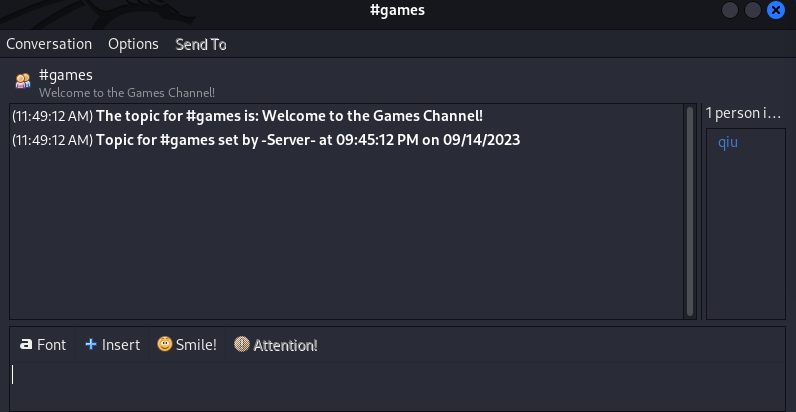 #games
Conversation Options Send To
#games
Welcome to the Games Channel!
(11:49:12 AM) The topic for #games is: Welcome to the Games Channel!
(11:49:12 AM) Topic for #games set by -Server- at 09:45:12 PM on 09/14/2023
1 person i...
qiu
a Font Insert Smile! Attention!